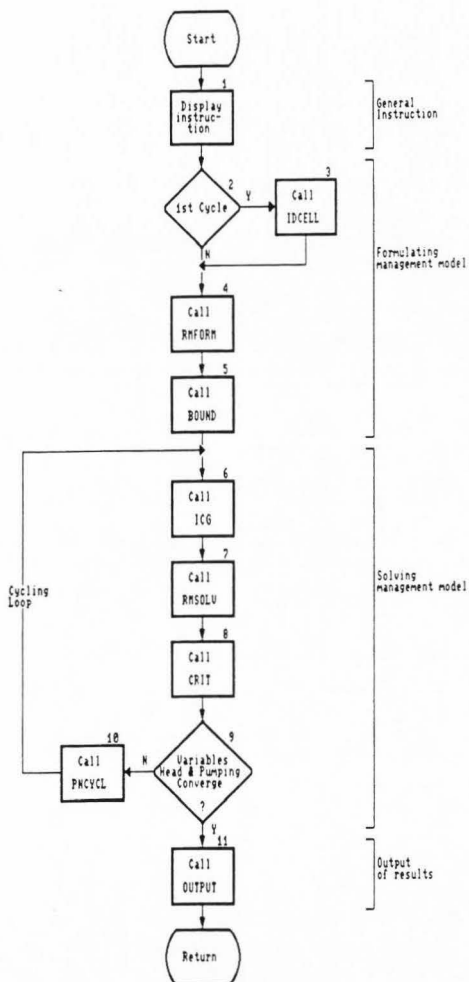 Start
1
Display
instruc-
tion
General
Instruction
2
1st Cycle
Y
N
3
Call
IDCELL
Formulating
management model
4
Call
RMFORM
5
Call
BOUND
6
Call
ICG
7
Call
RMSOLV
Cycling
Loop
Solving
management model
8
Call
CRIT
9
Variables
Head & Pumping
Converge
?
N
Y
10
Call
PNCYCL
11
Call
OUTPUT
Output
of results
Return